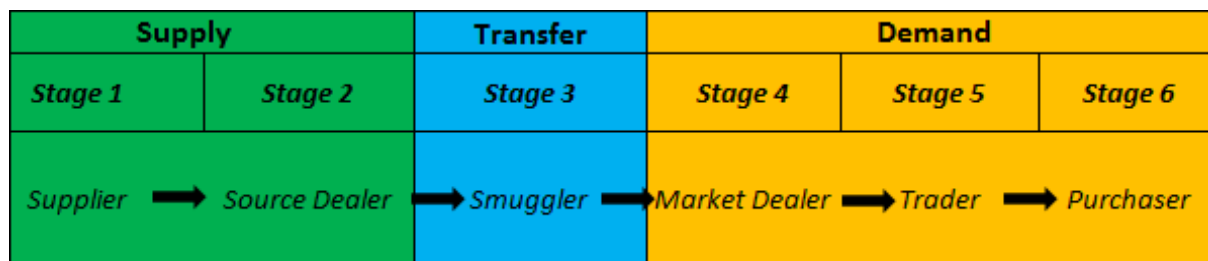 Supply Transfer Demand
Stage 1 Stage 2 Stage 3 Stage 4 Stage 5 Stage 6
Supplier Source Dealer Smuggler Market Dealer Trader Purchaser